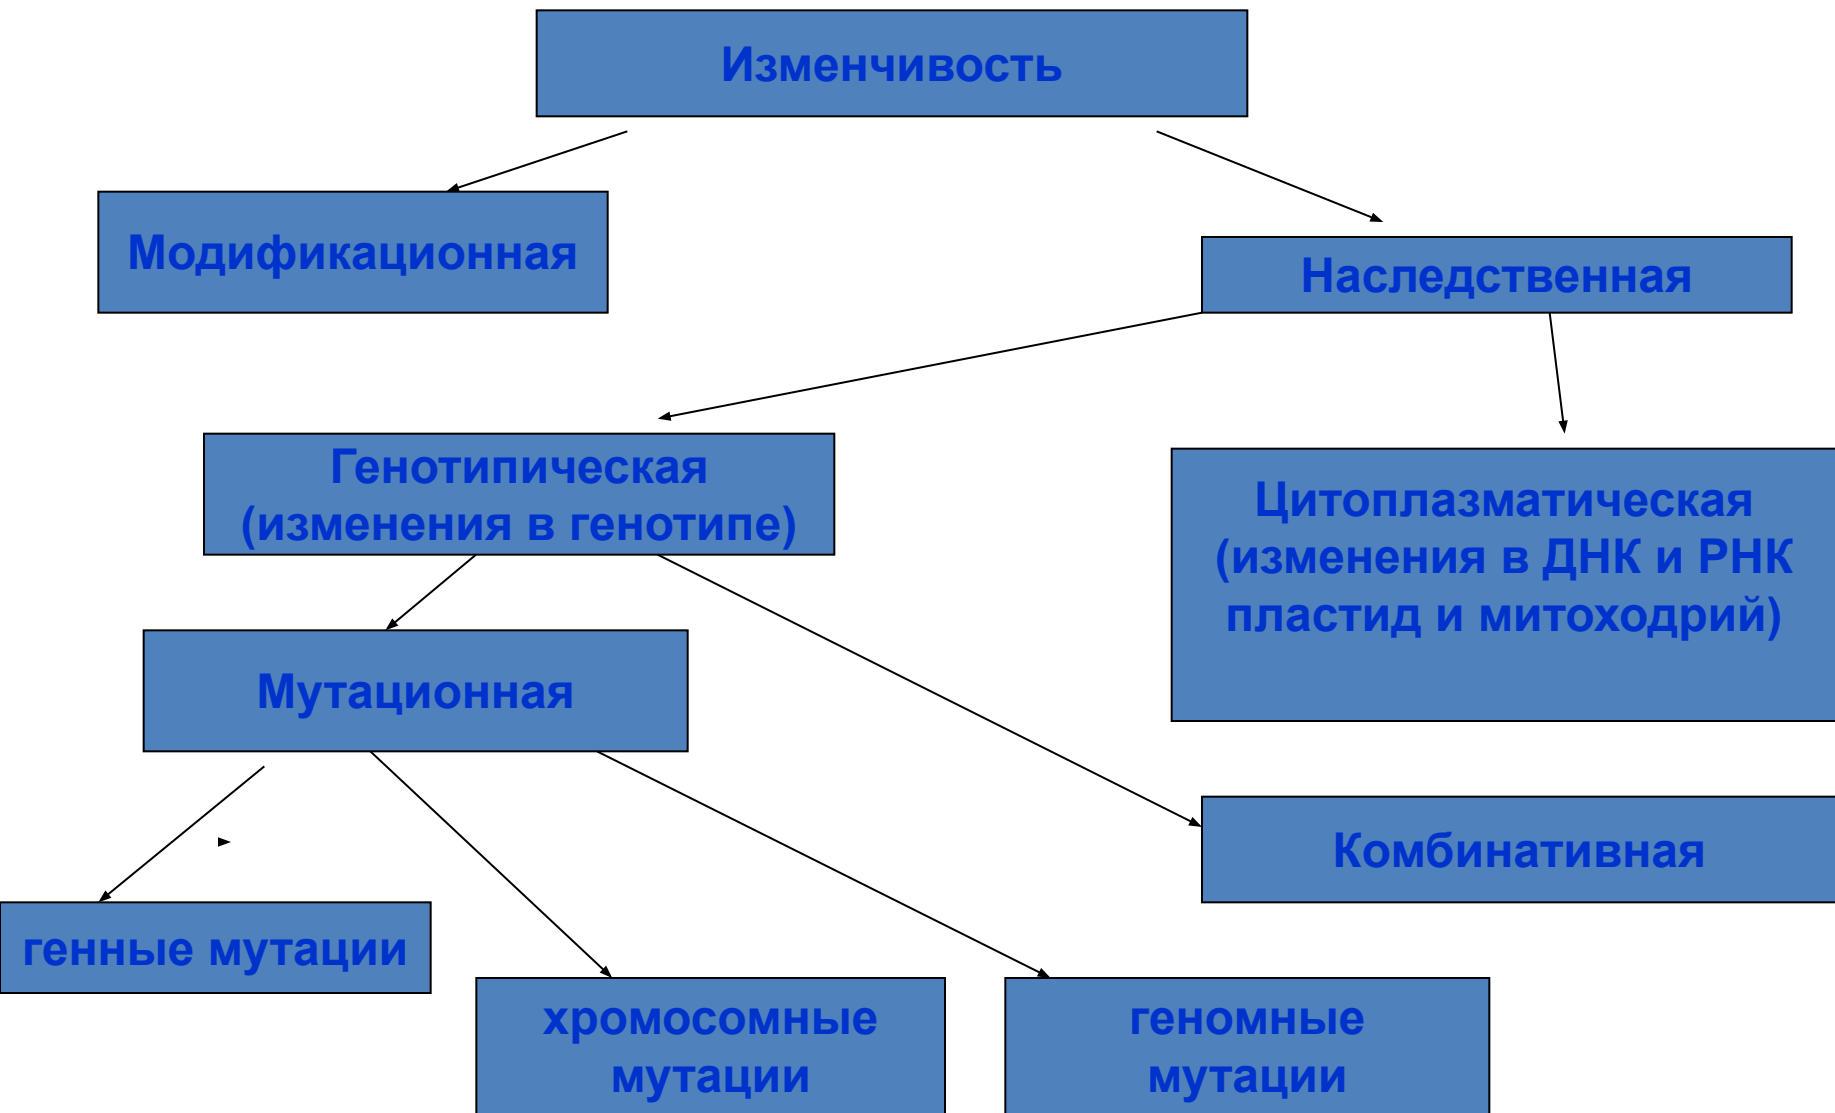 Изменчивость
Модификационная
Наследственная
Генотипическая
(изменения в генотипе)
Цитоплазматическая
(изменения в ДНК и РНК
пластид и митоходрий)
Мутационная
Комбинативная
генные мутации
хромосомные
мутации
геномные
мутации